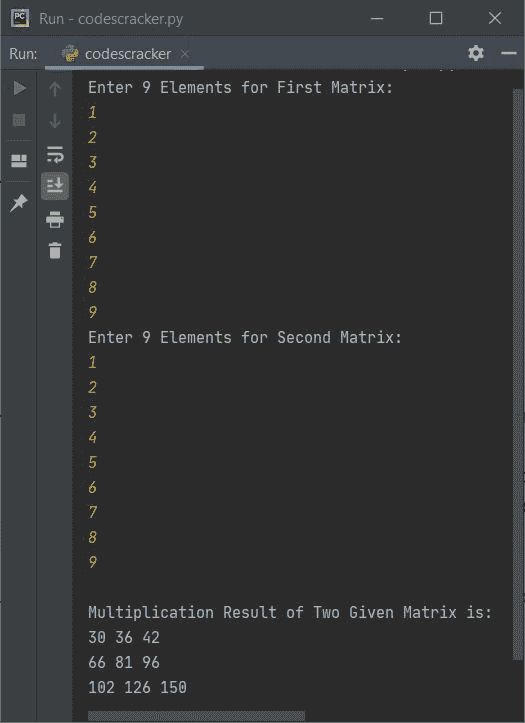 PC
Run - codescracker.py
Run: codescracker
Enter 9 Elements for First Matrix:
1
2
3
4
5
6
7
8
9
Enter 9 Elements for Second Matrix:
1
2
3
4
5
6
7
8
9
Multiplication Result of Two Given Matrix is:
30 36 42
66 81 96
102 126 150